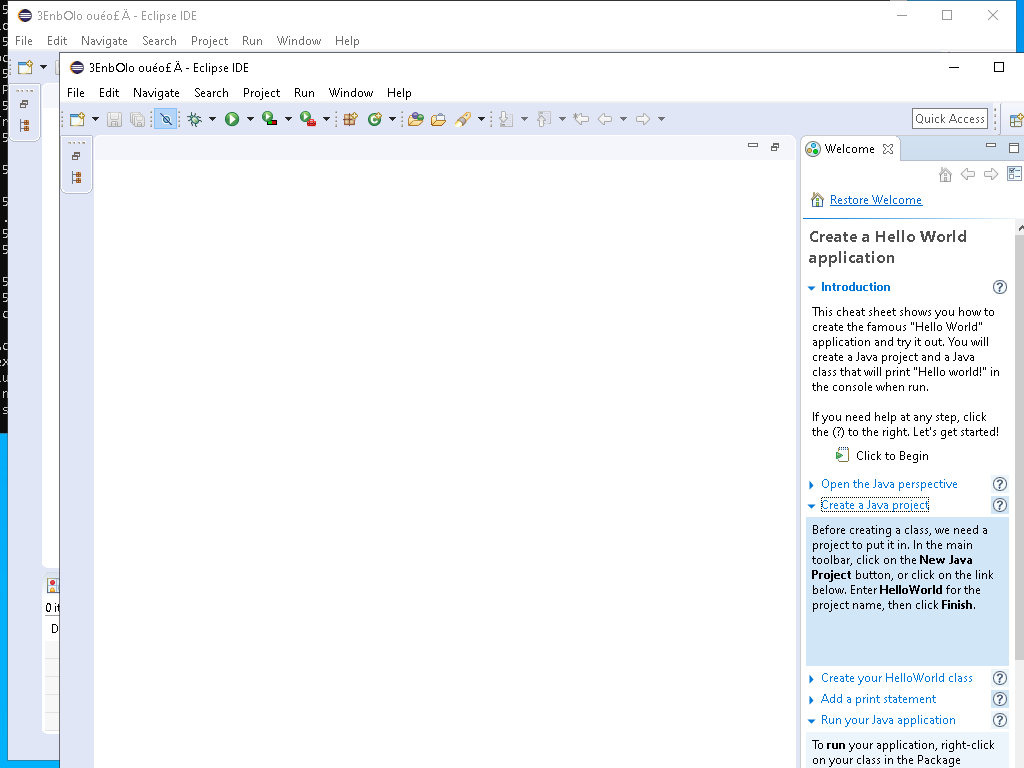 3EnbOlo ouéo£ Ä - Eclipse IDE
File Edit Navigate Search Project Run Window Help
3EnbOlo ouéo£ Ä - Eclipse IDE
File Edit Navigate Search Project Run Window Help
Quick Access
Welcome
Restore Welcome
Create a Hello World
application
Introduction
This cheat sheet shows you how to
create the famous "Hello World"
application and try it out. You will
create a Java project and a Java
class that will print "Hello world!" in
the console when run.
If you need help at any step, click
the (?) to the right. Let's get started!
Click to Begin
Open the Java perspective
Create a Java project
Before creating a class, we need a
project to put it in. In the main
toolbar, click on the New Java
Project button, or click on the link
below. Enter HelloWorld for the
project name, then click Finish.
0 it
D
Create your HelloWorld class
Add a print statement
Run your Java application
To run your application, right-click
on your class in the Package